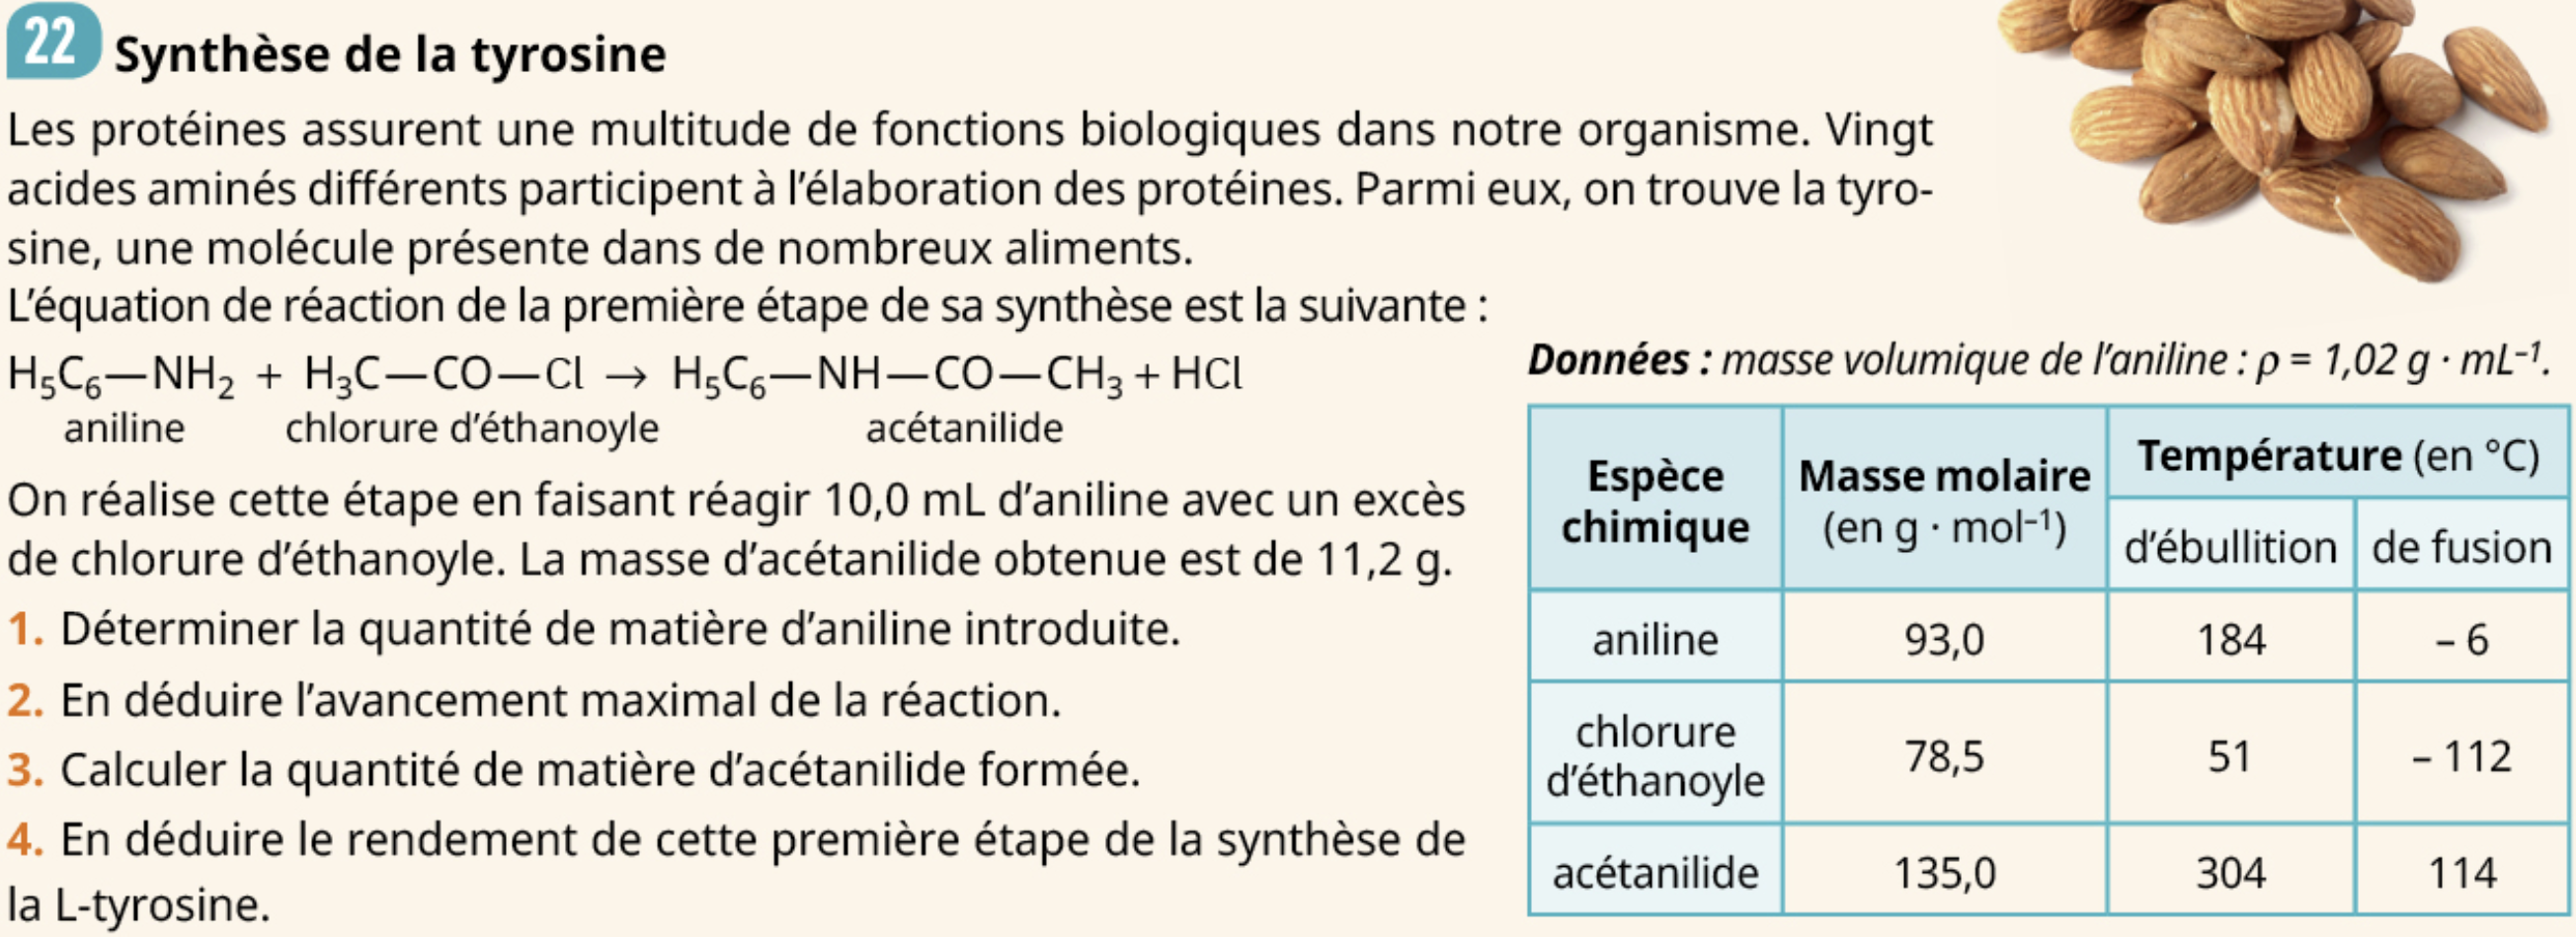 22 Synthèse de la tyrosine
Les protéines assurent une multitude de fonctions biologiques dans notre organisme. Vingt
acides aminés différents participent à l’élaboration des protéines. Parmi eux, on trouve la tyro-
sine, une molécule présente dans de nombreux aliments.
L’équation de réaction de la première étape de sa synthèse est la suivante :
H₅C₆—NH₂ + H₃C—CO—Cl → H₅C₆—NH—CO—CH₃ + HCl
aniline chlorure d’éthanoyle acétanilide
On réalise cette étape en faisant réagir 10,0 mL d’aniline avec un excès
de chlorure d’éthanoyle. La masse d’acétanilide obtenue est de 11,2 g.
1. Déterminer la quantité de matière d’aniline introduite.
2. En déduire l’avancement maximal de la réaction.
3. Calculer la quantité de matière d’acétanilide formée.
4. En déduire le rendement de cette première étape de la synthèse de
la L-tyrosine.
Données : masse volumique de l’aniline : ρ = 1,02 g · mL⁻¹.
Espèce
chimique
Masse molaire
(en g · mol⁻¹)
Température (en °C)
d’ébullition de fusion
aniline 93,0 184 – 6
chlorure
d’éthanoyle 78,5 51 – 112
acétanilide 135,0 304 114